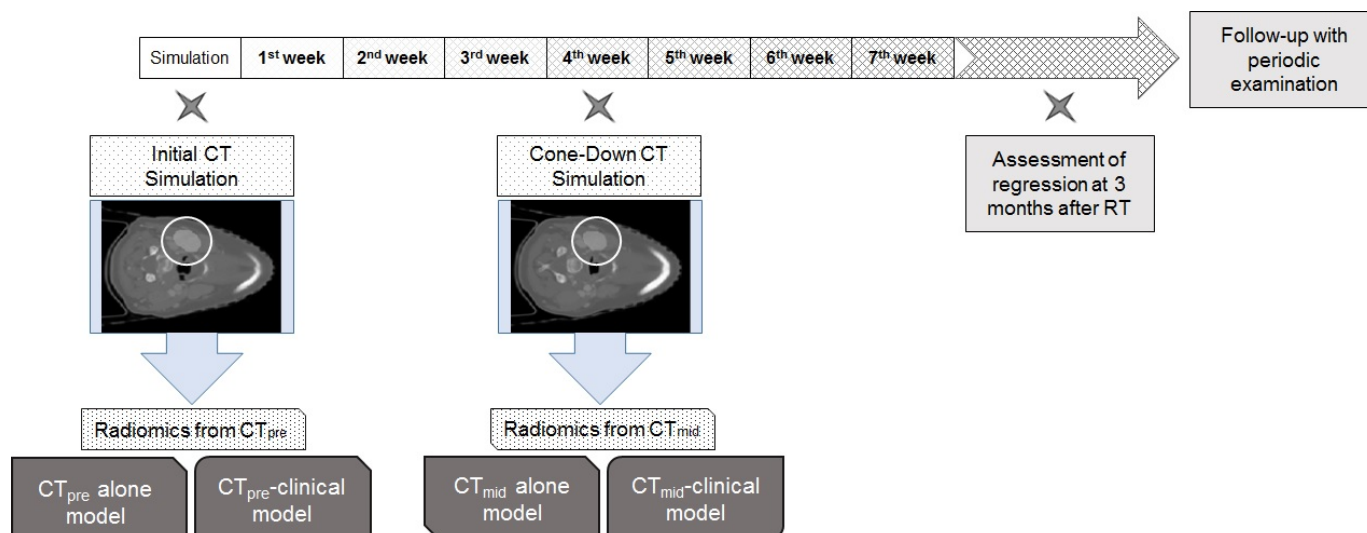 Simulation 1st week 2nd week 3rd week 4th week 5th week 6th week 7th week
Follow-up with
periodic
examination
Initial CT
Simulation
Cone-Down CT
Simulation
Assessment of
regression at 3
months after RT
Radiomics from CTpre
Radiomics from CTmid
CTpre alone
model
CTpre-clinical
model
CTmid alone
model
CTmid-clinical
model